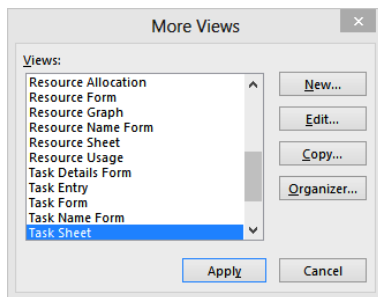 More Views
Views:
Resource Allocation
Resource Form
Resource Graph
Resource Name Form
Resource Sheet
Resource Usage
Task Details Form
Task Entry
Task Form
Task Name Form
Task Sheet
New...
Edit...
Copy...
Organizer...
Apply
Cancel